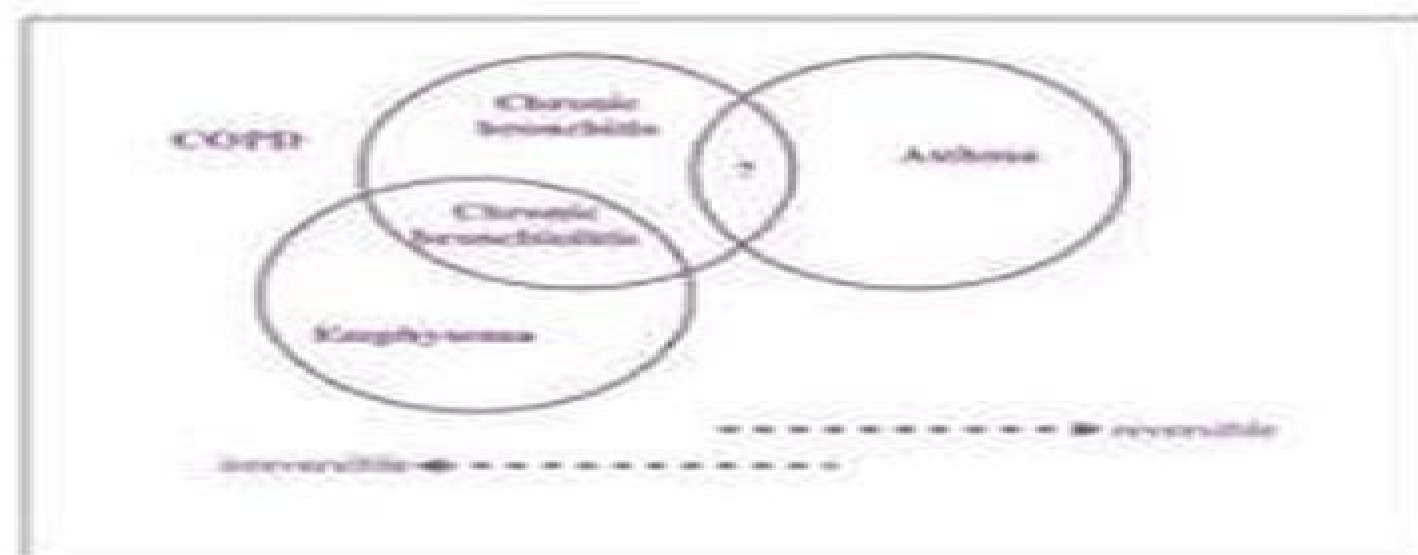 Chronic
bronchitis
COPD
Asthma
?
Chronic
bronchiolitis
Emphysema
reversible
irreversible